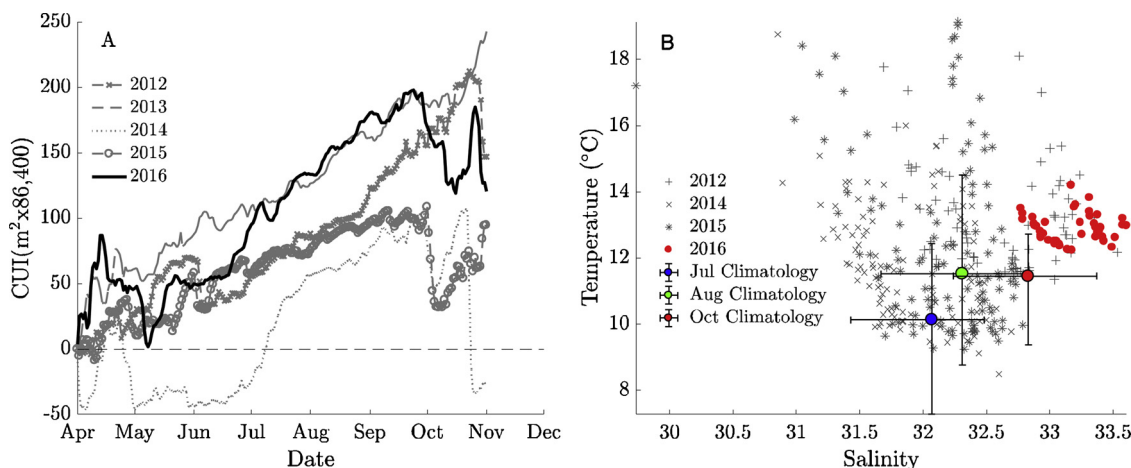 A
CUI(m²x86,400)
250
200
150
100
50
0
-50
2012
2013
2014
2015
2016
Apr May Jun Jul Aug Sep Oct Nov Dec
Date
B
Temperature (°C)
18
16
14
12
10
8
2012
2014
2015
2016
Jul Climatology
Aug Climatology
Oct Climatology
30 30.5 31 31.5 32 32.5 33 33.5
Salinity